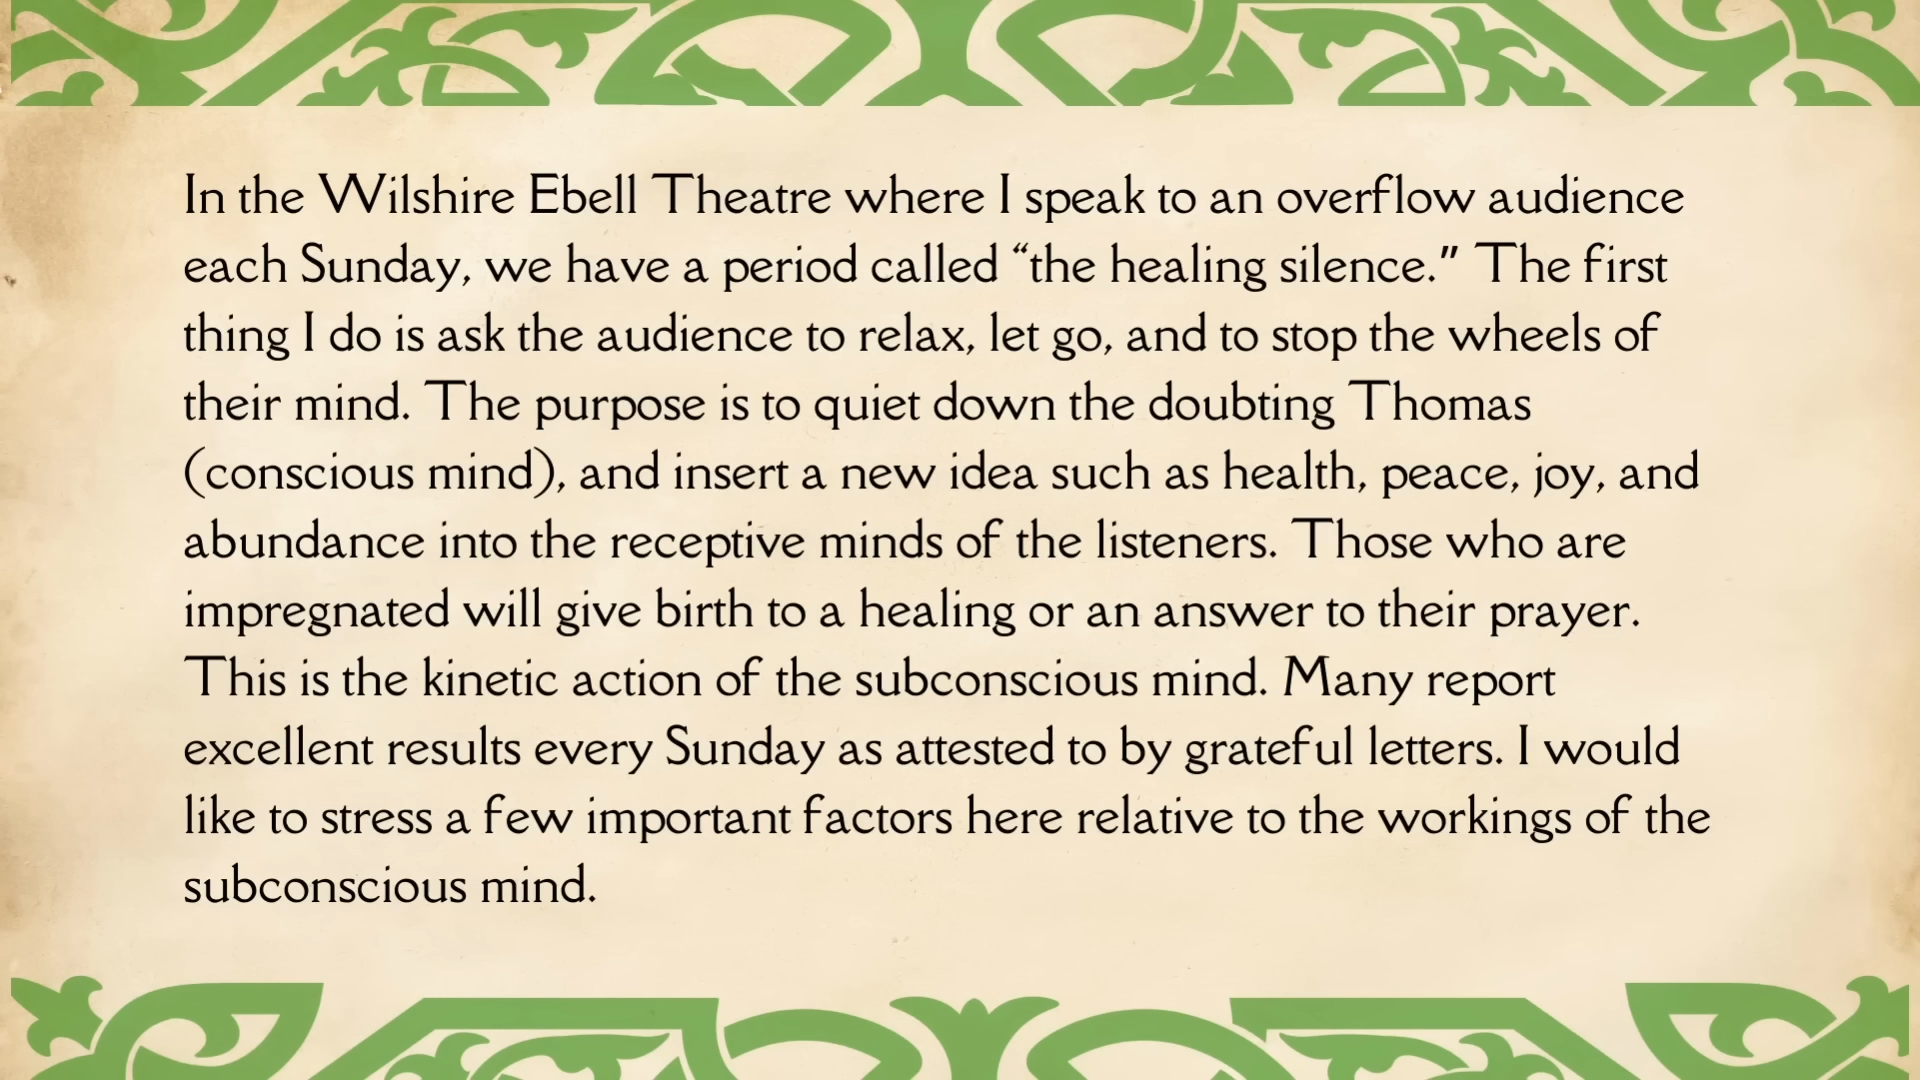 In the Wilshire Ebell Theatre where I speak to an overflow audience
each Sunday, we have a period called “the healing silence.” The first
thing I do is ask the audience to relax, let go, and to stop the wheels of
their mind. The purpose is to quiet down the doubting Thomas
(conscious mind), and insert a new idea such as health, peace, joy, and
abundance into the receptive minds of the listeners. Those who are
impregnated will give birth to a healing or an answer to their prayer.
This is the kinetic action of the subconscious mind. Many report
excellent results every Sunday as attested to by grateful letters. I would
like to stress a few important factors here relative to the workings of the
subconscious mind.